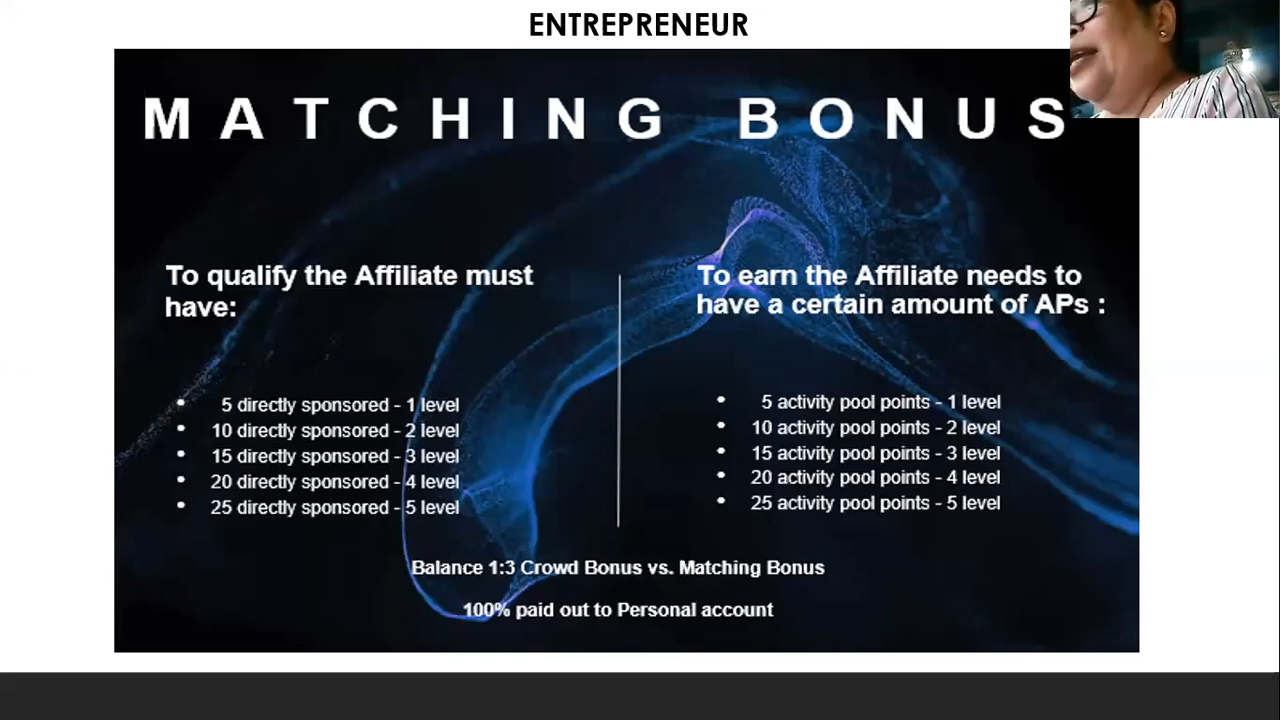 ENTREPRENEUR
MATCHING BONUS
To qualify the Affiliate must
have:
5 directly sponsored - 1 level
10 directly sponsored - 2 level
15 directly sponsored - 3 level
20 directly sponsored - 4 level
25 directly sponsored - 5 level
To earn the Affiliate needs to
have a certain amount of APs :
5 activity pool points - 1 level
10 activity pool points - 2 level
15 activity pool points - 3 level
20 activity pool points - 4 level
25 activity pool points - 5 level
Balance 1:3 Crowd Bonus vs. Matching Bonus
100% paid out to Personal account